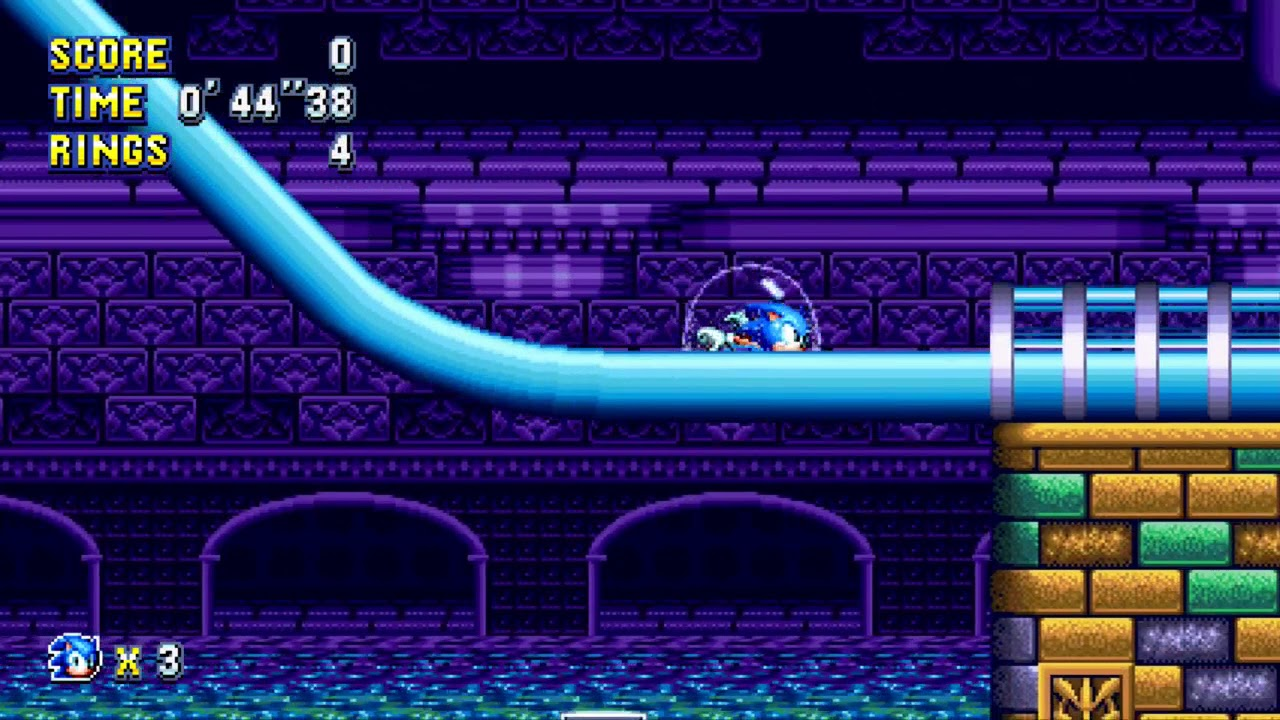 SCORE 0
TIME 0'44"38
RINGS 4
X 3